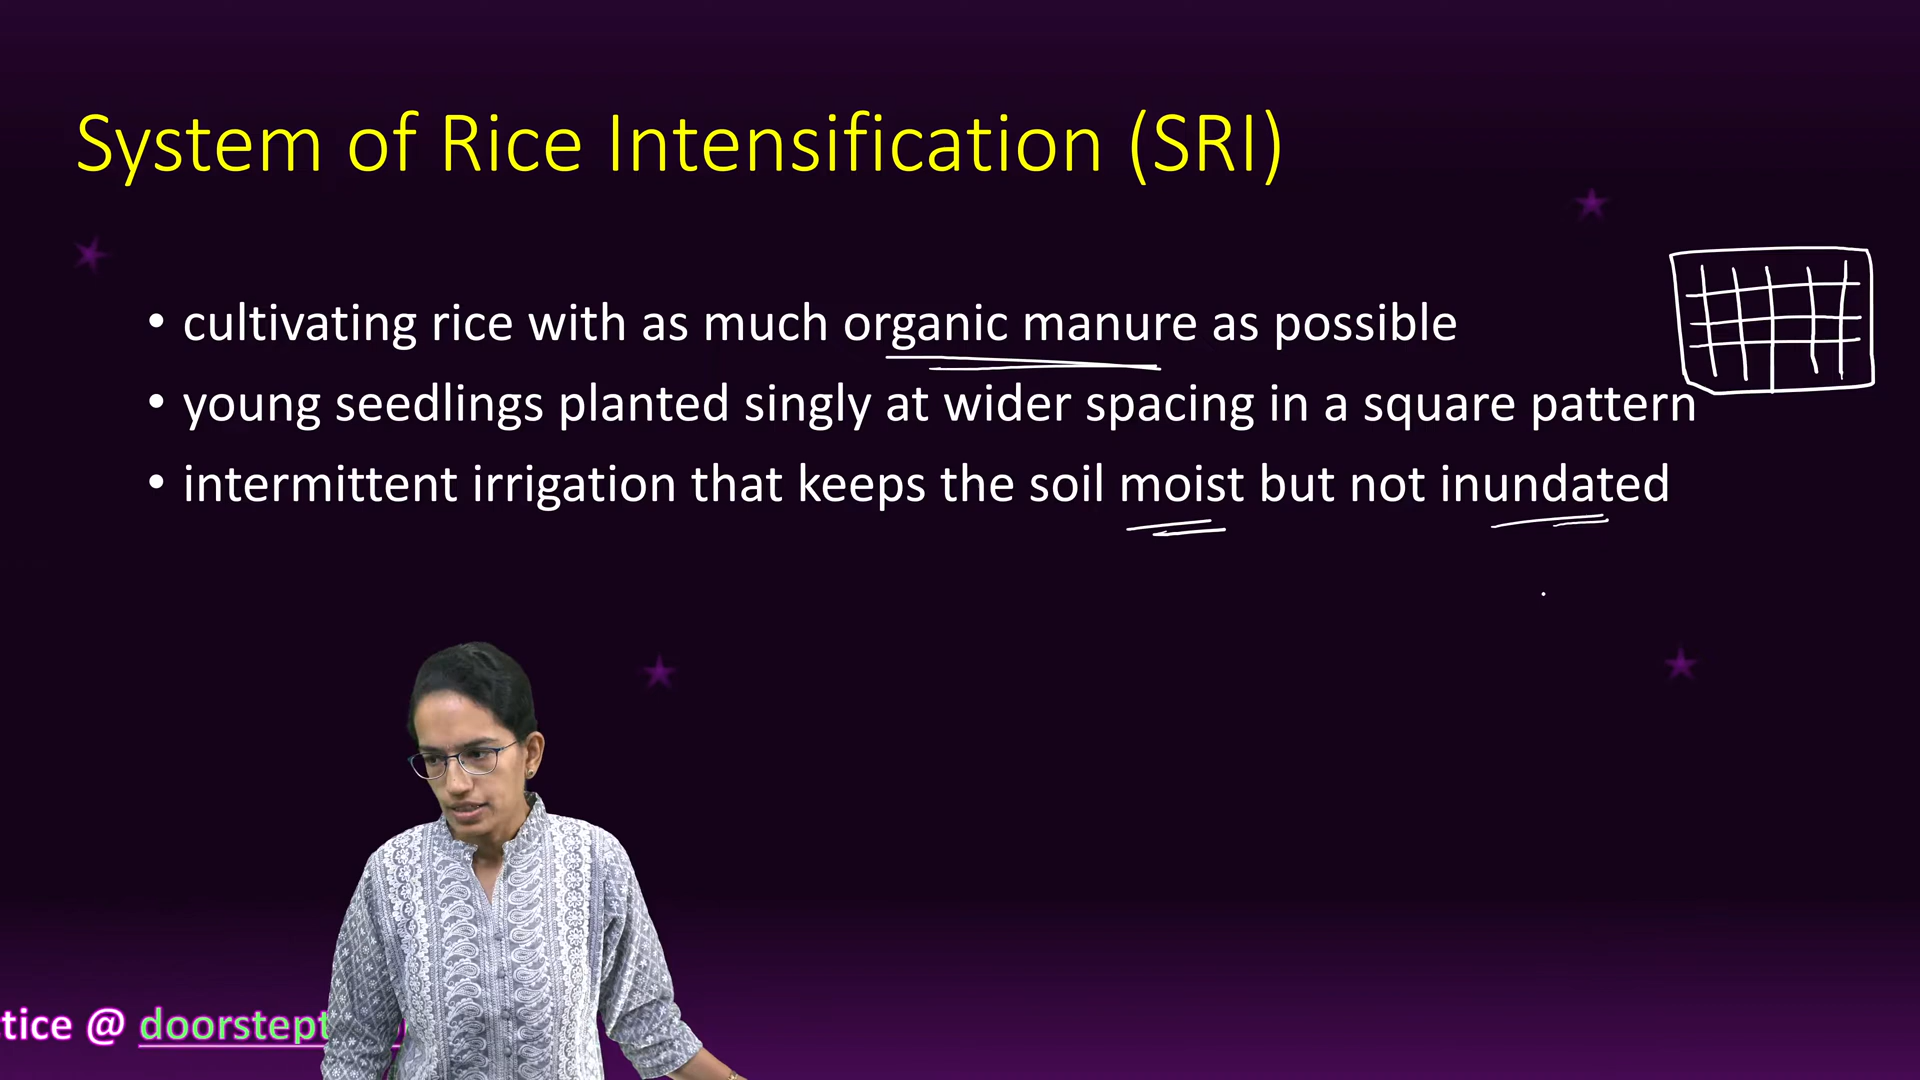 System of Rice Intensification (SRI)
• cultivating rice with as much organic manure as possible
• young seedlings planted singly at wider spacing in a square pattern
• intermittent irrigation that keeps the soil moist but not inundated
tice @ doorstept